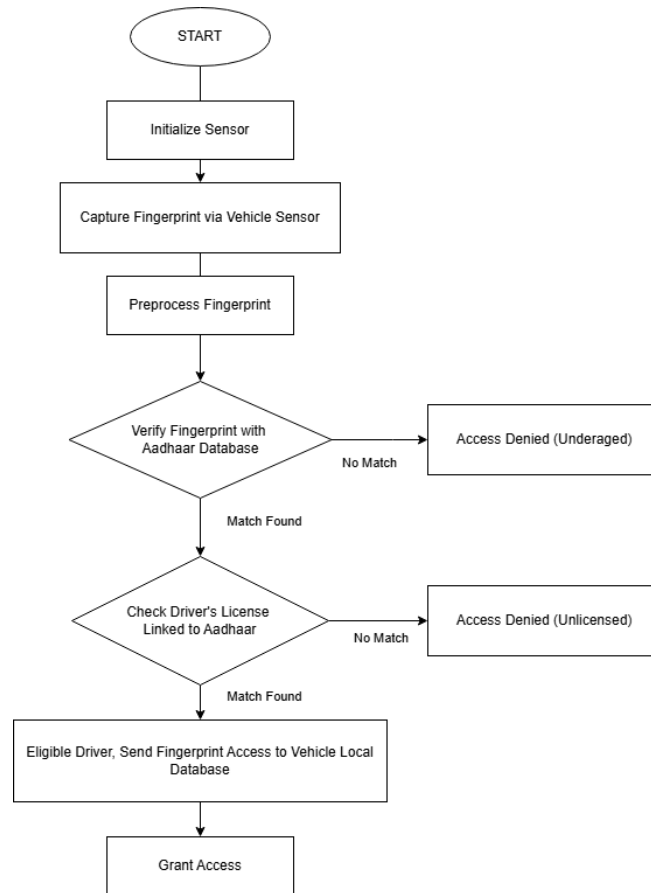 START
Initialize Sensor
Capture Fingerprint via Vehicle Sensor
Preprocess Fingerprint
Verify Fingerprint with
Aadhaar Database
No Match
Access Denied (Underaged)
Match Found
Check Driver's License
Linked to Aadhaar
No Match
Access Denied (Unlicensed)
Match Found
Eligible Driver, Send Fingerprint Access to Vehicle Local
Database
Grant Access